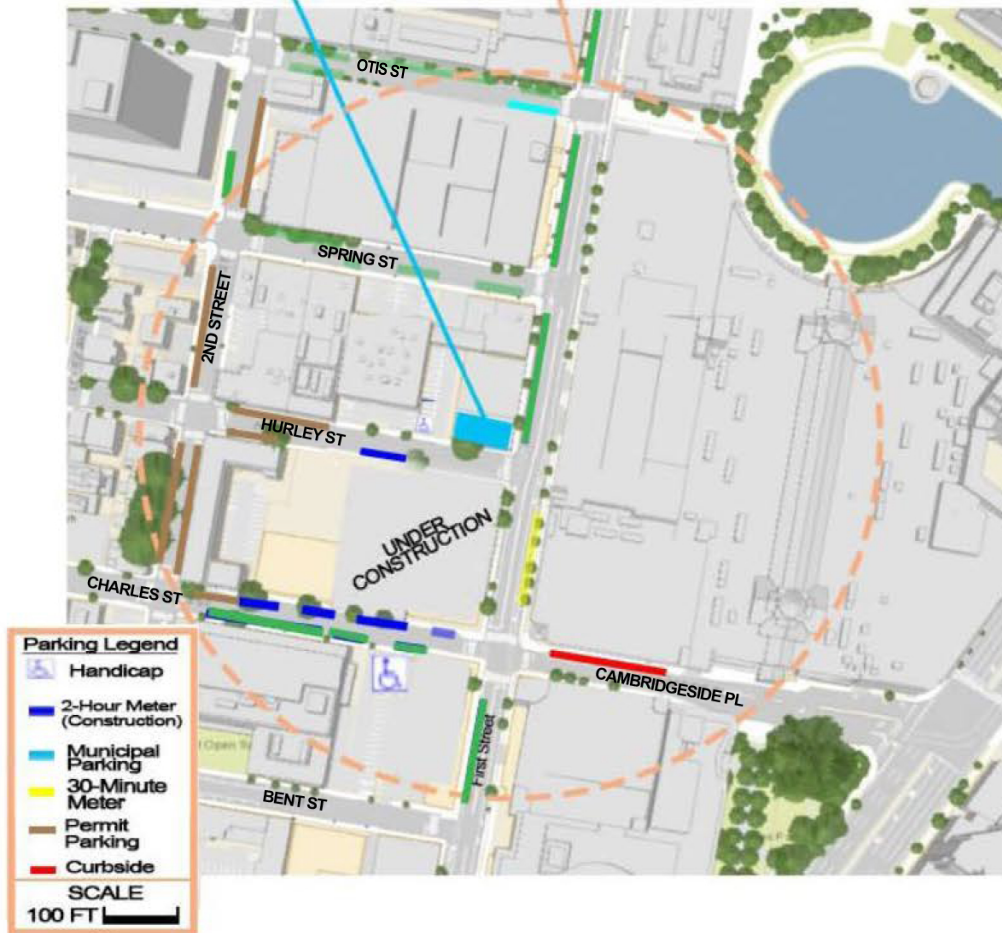 OTIS ST
SPRING ST
2ND STREET
HURLEY ST
UNDER
CONSTRUCTION
CHARLES ST
CAMBRIDGESIDE PL
First Street
BENT ST
Open
Parking Legend
Handicap
2-Hour Meter
(Construction)
Municipal
Parking
30-Minute
Meter
Permit
Parking
Curbside
SCALE
100 FT